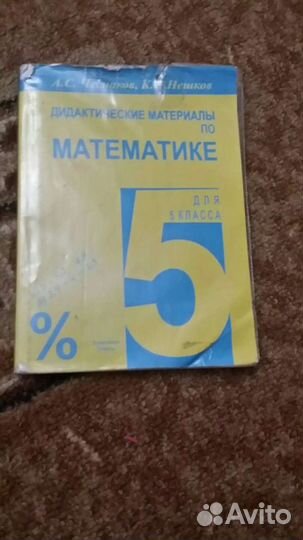 А.С. Чесноков, К.И. Нешков
ДИДАКТИЧЕСКИЕ МАТЕРИАЛЫ
ПО
МАТЕМАТИКЕ
ДЛЯ
5 КЛАССА
5
%
Avito